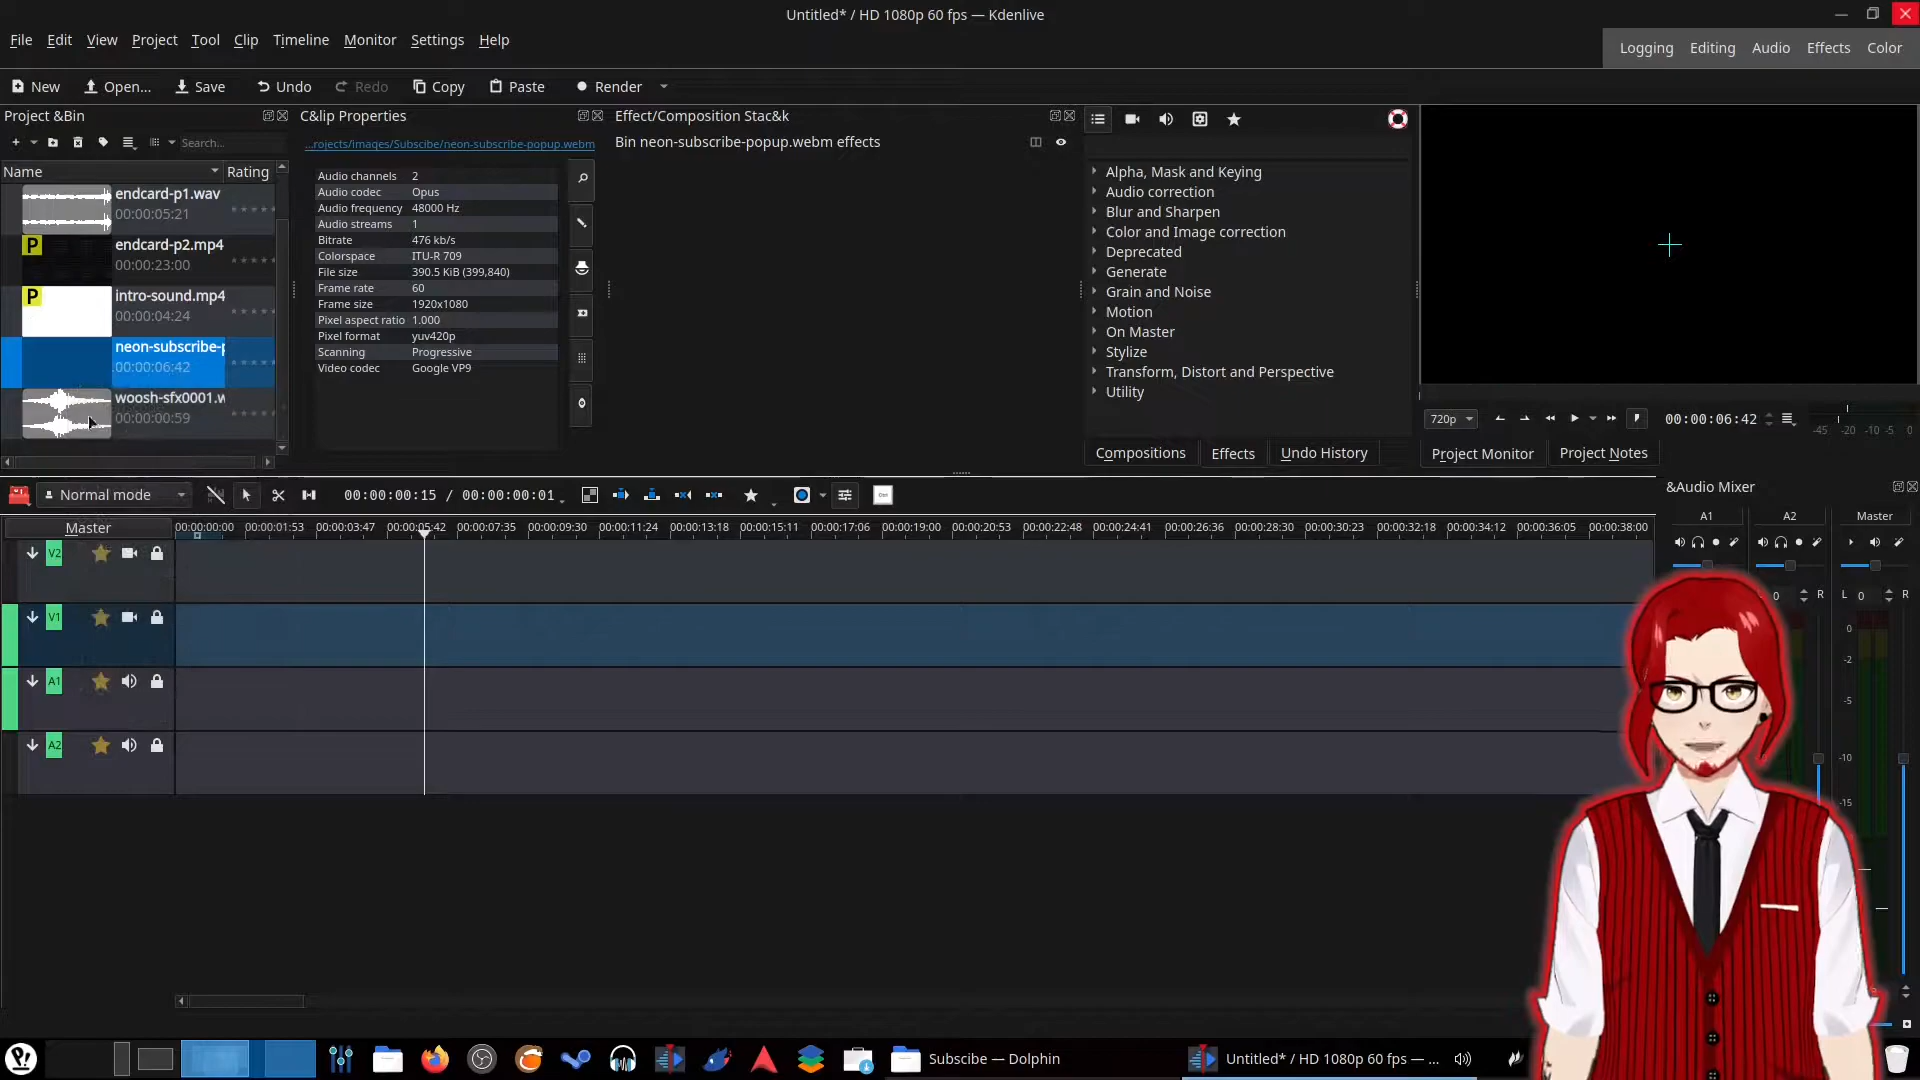 Untitled* / HD 1080p 60 fps — Kdenlive
File Edit View Project Tool Clip Timeline Monitor Settings Help
Logging Editing Audio Effects Color
New Open... Save Undo Redo Copy Paste Render
Project &Bin
Search...
Name Rating
endcard-p1.wav
00:00:05:21
P
endcard-p2.mp4
00:00:23:00
P
intro-sound.mp4
00:00:04:24
neon-subscribe-p
00:00:06:42
woosh-sfx0001.w
00:00:00:59
C&lip Properties
...rojects/Images/Subscibe/neon-subscribe-popup.webm
Audio channels 2
Audio codec Opus
Audio frequency 48000 Hz
Audio streams 1
Bitrate 476 kb/s
Colorspace ITU-R 709
File size 390.5 KiB (399,840)
Frame rate 60
Frame size 1920x1080
Pixel aspect ratio 1.000
Pixel format yuv420p
Scanning Progressive
Video codec Google VP9
Effect/Composition Stac&k
Bin neon-subscribe-popup.webm effects
Alpha, Mask and Keying
Audio correction
Blur and Sharpen
Color and Image correction
Deprecated
Generate
Grain and Noise
Motion
On Master
Stylize
Transform, Distort and Perspective
Utility
Compositions Effects Undo History
720p 00:00:06:42
-45 -20 -10 -5 0
Project Monitor Project Notes
Normal mode 00:00:00:15 / 00:00:00:01
Master
00:00:00:00 00:00:01:53 00:00:03:47 00:00:05:42 00:00:07:35 00:00:09:30 00:00:11:24 00:00:13:18 00:00:15:11 00:00:17:06 00:00:19:00 00:00:20:53 00:00:22:48 00:00:24:41 00:00:26:36 00:00:28:30 00:00:30:23 00:00:32:18 00:00:34:12 00:00:36:05 00:00:38:00
V2
V1
A1
A2
&Audio Mixer
A1 A2 Master
0 R L 0 R
0
-2
-5
-10
-15
Subscibe — Dolphin
Untitled* / HD 1080p 60 fps — ...